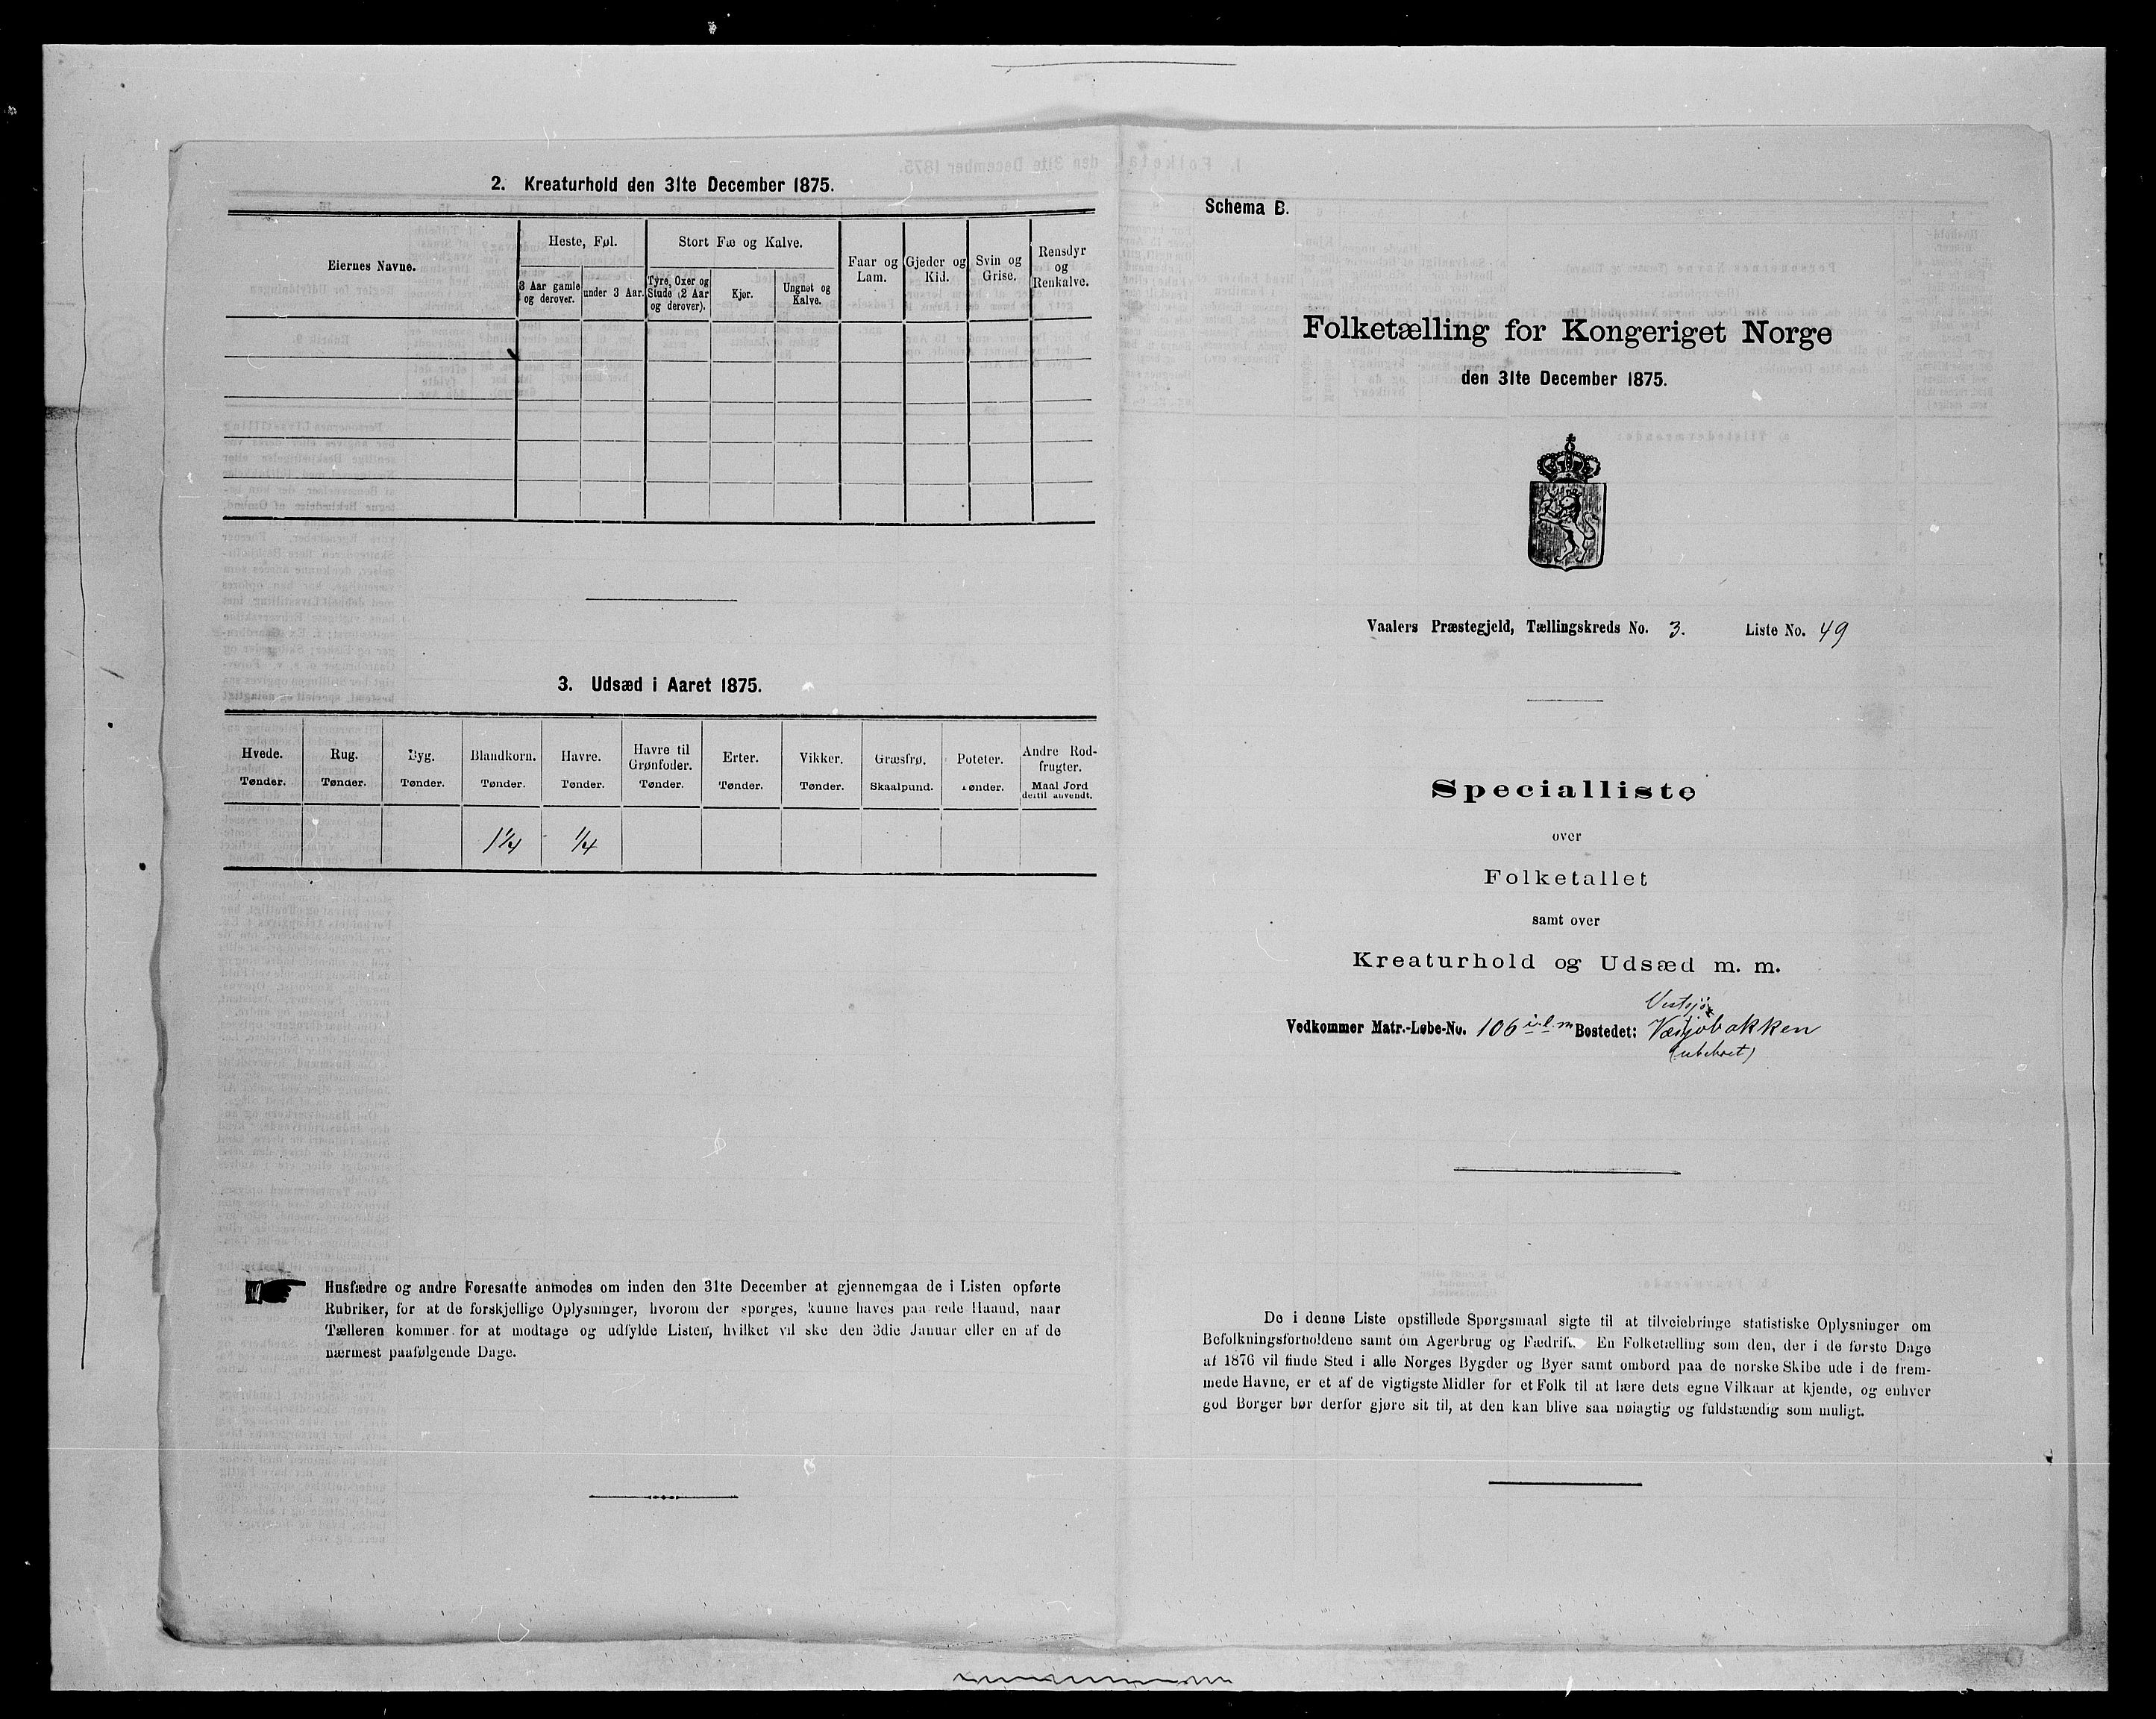 2. Kreaturhold den 31te December 1875.
Eiernes Navne.
Heste, Føl.
3 Aar gamle og derover.
under 3 Aar.
Stort Fæ og Kalve.
Tyre, Oxer og Stude (2 Aar og derover).
Kjør.
Ungnøt og Kalve.
Faar og Lam.
Gjeder og Kid.
Svin og Grise.
Rensdyr og Renkalve.
3. Udsæd i Aaret 1875.
Hvede. Tønder.
Rug. Tønder.
Byg. Tønder.
Blandkorn. Tønder.
Havre. Tønder.
Havre til Grønfoder. Tønder.
Erter. Tønder.
Vikker. Tønder.
Græsfrø. Skaalpund.
Poteter. Tønder.
Andre Rodfrugter. Maal Jord dertil anvendt.
1 1/4 1/4
Husfædre og andre Foresatte anmodes om inden den 31te December at gjennemgaa de i Listen opførte
Rubriker, for at de forskjellige Oplysninger, hvorom der spørges, kunne haves paa rede Haand, naar
Tælleren kommer for at modtage og udfylde Listen, hvilket vil ske den 3die Januar eller en af de
nærmest paafølgende Dage.
Schema B.
Folketælling for Kongeriget Norge
den 31te December 1875.
Vaalers Præstegjeld, Tællingskreds No. 3. Liste No. 49
Specialliste
over
Folketallet
samt over
Kreaturhold og Udsæd m. m.
Vestsjø
Vedkommer Matr.-Løbe-No. 106 i.l.m Bostedet: Væstjøbakken
(ubeboet)
De i denne Liste opstillede Spørgsmaal sigte til at tilveiebringe statistiske Oplysninger om
Befolkningsforholdene samt om Agerbrug og Fædrift. En Folketælling som den, der i de første Dage
af 1876 vil finde Sted i alle Norges Bygder og Byer samt ombord paa de norske Skibe ude i de frem-
mede Havne, er et af de vigtigste Midler for et Folk til at lære dets egne Vilkaar at kjende, og enhver
god Borger bør derfor gjøre sit til, at den kan blive saa nøiagtig og fuldstændig som muligt.